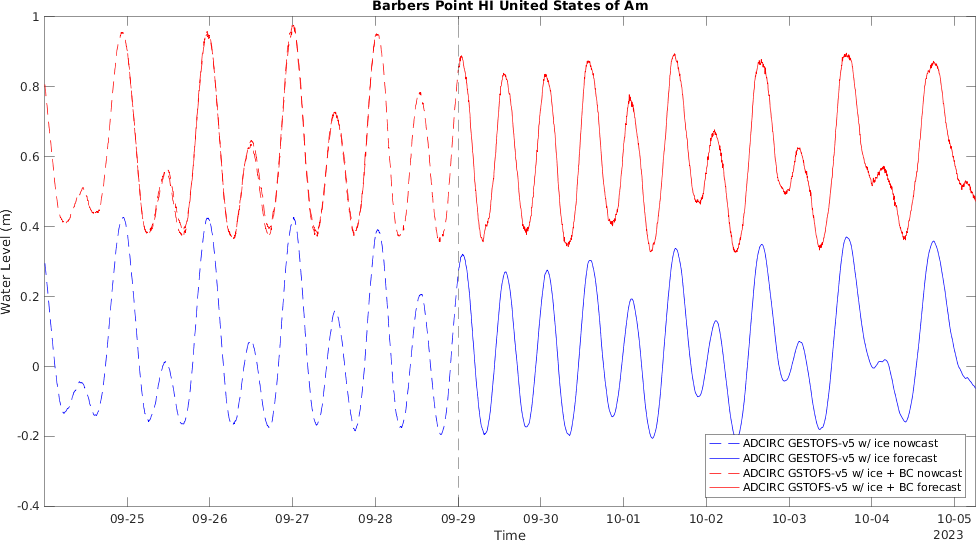 Barbers Point HI United States of Am
Water Level (m)
1
0.8
0.6
0.4
0.2
0
-0.2
-0.4
ADCIRC GESTOFS-v5 w/ ice nowcast
ADCIRC GESTOFS-v5 w/ ice forecast
ADCIRC GSTOFS-v5 w/ ice + BC nowcast
ADCIRC GSTOFS-v5 w/ ice + BC forecast
09-25 09-26 09-27 09-28 09-29 09-30 10-01 10-02 10-03 10-04 10-05
Time 2023